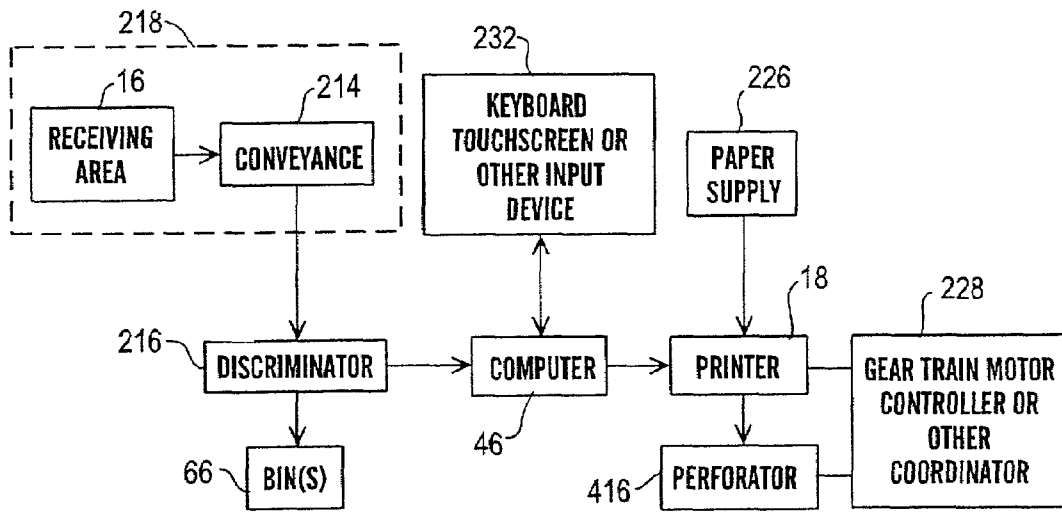 218
16
RECEIVING
AREA
214
CONVEYANCE
232
KEYBOARD
TOUCHSCREEN OR
OTHER INPUT
DEVICE
226
PAPER
SUPPLY
216
DISCRIMINATOR
COMPUTER
46
18
PRINTER
228
GEAR TRAIN MOTOR
CONTROLLER OR
OTHER
COORDINATOR
66
BIN(S)
416
PERFORATOR